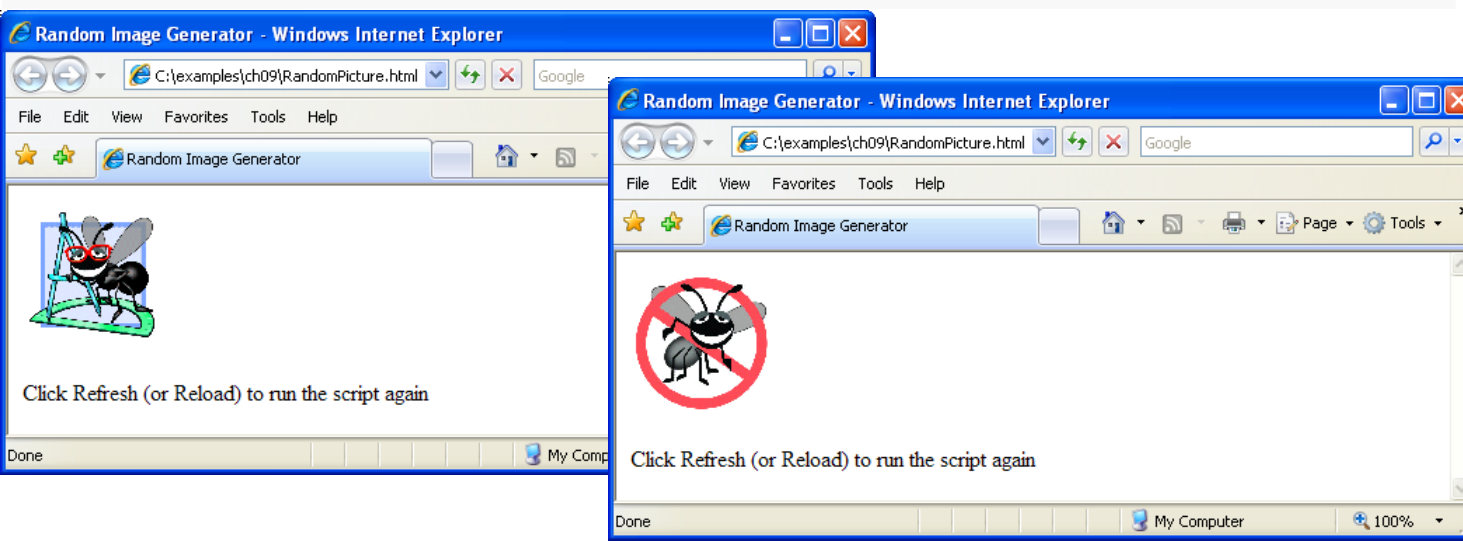 Random Image Generator - Windows Internet Explorer
C:\examples\ch09\RandomPicture.html
Google
File Edit View Favorites Tools Help
Random Image Generator
Click Refresh (or Reload) to run the script again
Done
My Comp
Random Image Generator - Windows Internet Explorer
C:\examples\ch09\RandomPicture.html
Google
File Edit View Favorites Tools Help
Random Image Generator
Page Tools
Click Refresh (or Reload) to run the script again
Done
My Computer
100%